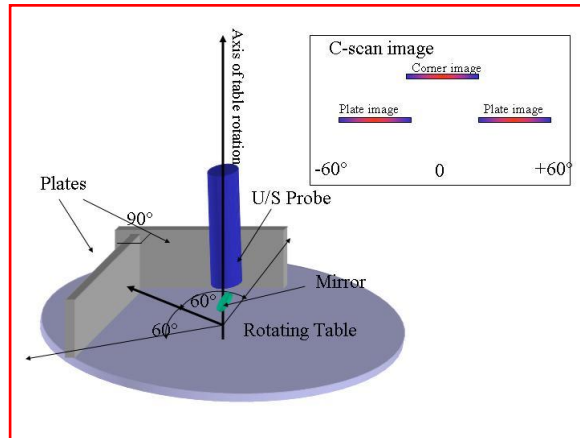 Axis of table rotation
C-scan image
Corner image
Plate image
Plate image
-60°
0
+60°
Plates
90°
U/S Probe
60°
Mirror
60°
Rotating Table